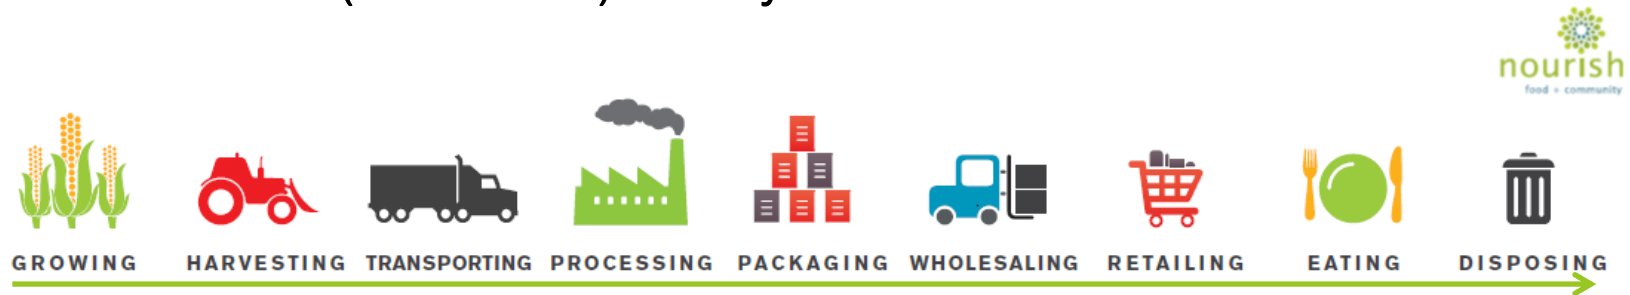 nourish
food + community
GROWING HARVESTING TRANSPORTING PROCESSING PACKAGING WHOLESALING RETAILING EATING DISPOSING